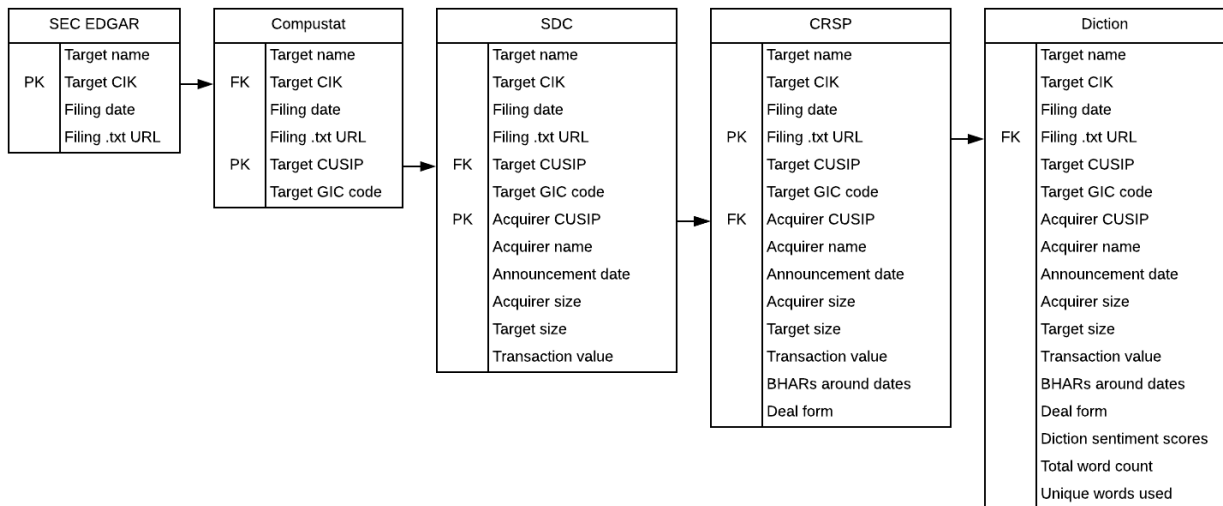 SEC EDGAR
Target name
PK Target CIK
Filing date
Filing .txt URL
Compustat
Target name
FK Target CIK
Filing date
Filing .txt URL
PK Target CUSIP
Target GIC code
SDC
Target name
Target CIK
Filing date
Filing .txt URL
FK Target CUSIP
Target GIC code
PK Acquirer CUSIP
Acquirer name
Announcement date
Acquirer size
Target size
Transaction value
CRSP
Target name
Target CIK
Filing date
PK Filing .txt URL
Target CUSIP
Target GIC code
FK Acquirer CUSIP
Acquirer name
Announcement date
Acquirer size
Target size
Transaction value
BHARs around dates
Deal form
Diction
Target name
Target CIK
Filing date
FK Filing .txt URL
Target CUSIP
Target GIC code
Acquirer CUSIP
Acquirer name
Announcement date
Acquirer size
Target size
Transaction value
BHARs around dates
Deal form
Diction sentiment scores
Total word count
Unique words used